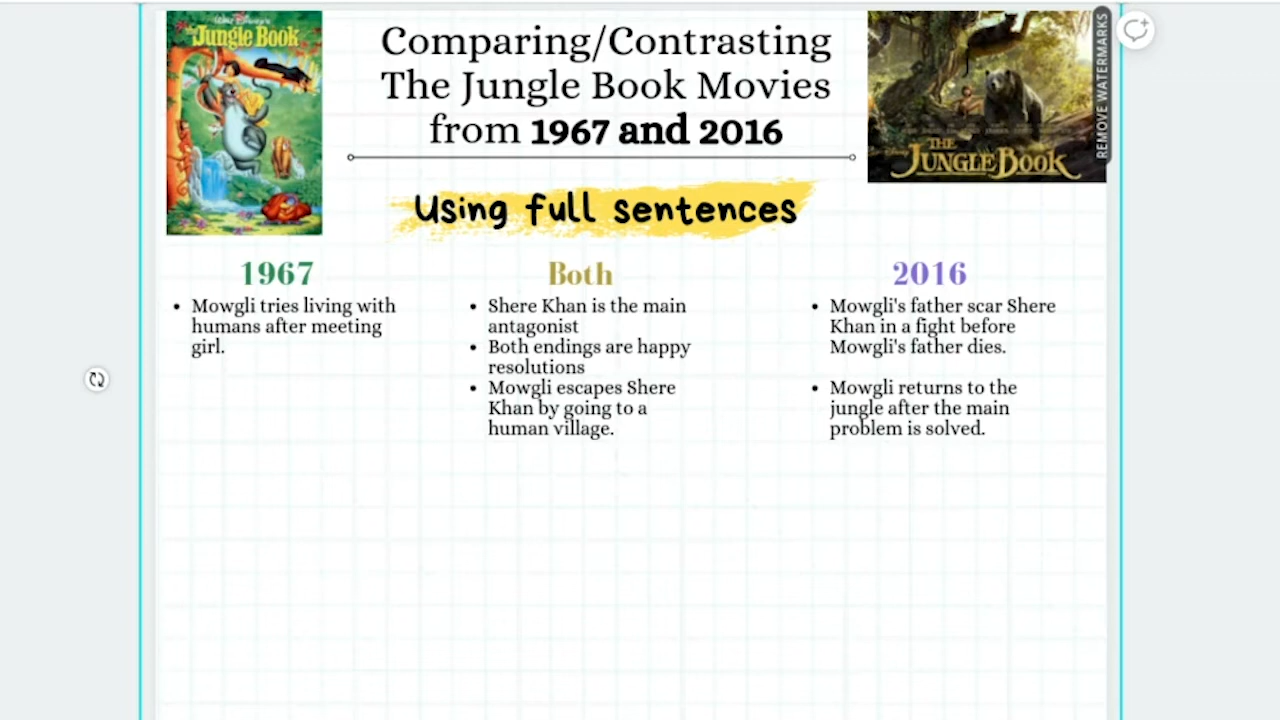 Walt Disney's
the Jungle Book
Comparing/Contrasting
The Jungle Book Movies
from 1967 and 2016
THE
JUNGLE BOOK
REMOVE WATERMARKS
Using full sentences
1967
• Mowgli tries living with
humans after meeting
girl.
Both
• Shere Khan is the main
antagonist
• Both endings are happy
resolutions
• Mowgli escapes Shere
Khan by going to a
human village.
2016
• Mowgli's father scar Shere
Khan in a fight before
Mowgli's father dies.
• Mowgli returns to the
jungle after the main
problem is solved.